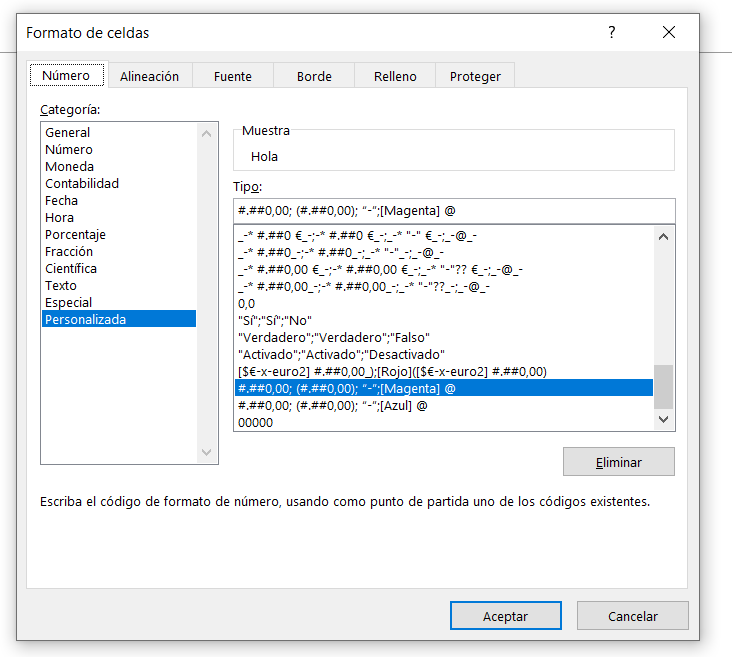 Formato de celdas ?
Número Alineación Fuente Borde Relleno Proteger
Categoría:
General
Número
Moneda
Contabilidad
Fecha
Hora
Porcentaje
Fracción
Científica
Texto
Especial
Personalizada
Muestra
Hola
Tipo:
#.##0,00; (#.##0,00); “-“;[Magenta] @
_-* #.##0 €_-;-* #.##0 €_-;_-* "-" €_-;_-@_-
_-* #.##0_-;-* #.##0_-;_-* "-"_-;_-@_-
_-* #.##0,00 €_-;-* #.##0,00 €_-;_-* "-"?? €_-;_-@_-
_-* #.##0,00_-;-* #.##0,00_-;_-* "-"??_-;_-@_-
0,0
"Sí";"Sí";"No"
"Verdadero";"Verdadero";"Falso"
"Activado";"Activado";"Desactivado"
[$€-x-euro2] #.##0,00_);[Rojo]([$€-x-euro2] #.##0,00)
#.##0,00; (#.##0,00); “-“;[Magenta] @
#.##0,00; (#.##0,00); “-“;[Azul] @
00000
Eliminar
Escriba el código de formato de número, usando como punto de partida uno de los códigos existentes.
Aceptar Cancelar